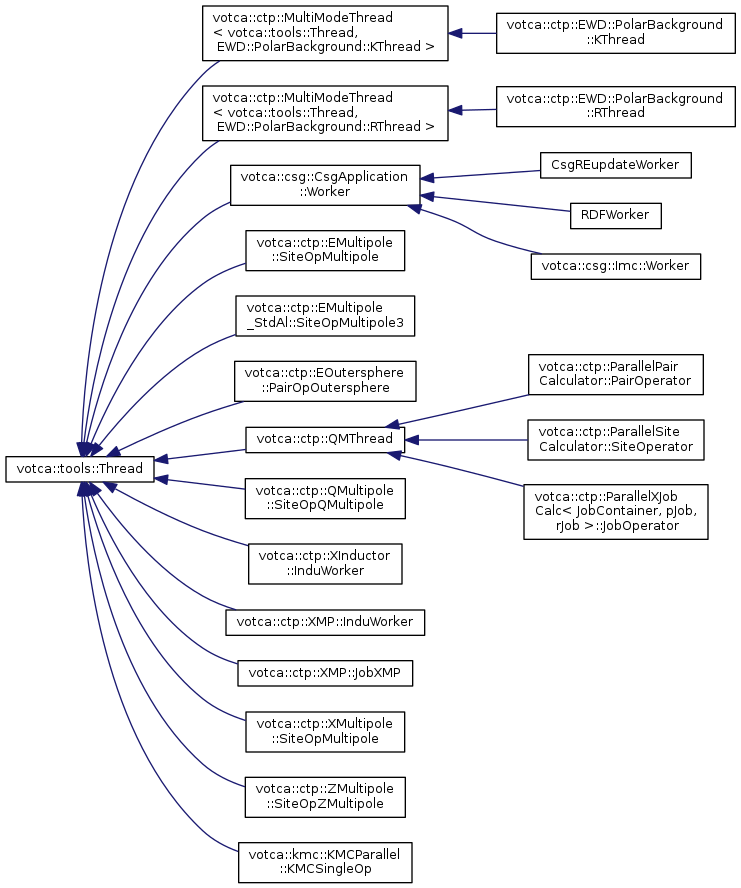 votca::ctp::MultiModeThread
< votca::tools::Thread,
EWD::PolarBackground::KThread >
votca::ctp::EWD::PolarBackground
::KThread
votca::ctp::MultiModeThread
< votca::tools::Thread,
EWD::PolarBackground::RThread >
votca::ctp::EWD::PolarBackground
::RThread
votca::csg::CsgApplication
::Worker
CsgREupdateWorker
RDFWorker
votca::csg::Imc::Worker
votca::ctp::EMultipole
::SiteOpMultipole
votca::ctp::EMultipole
_StdAl::SiteOpMultipole3
votca::ctp::EOutersphere
::PairOpOutersphere
votca::ctp::ParallelPair
Calculator::PairOperator
votca::ctp::QMThread
votca::ctp::ParallelSite
Calculator::SiteOperator
votca::tools::Thread
votca::ctp::QMultipole
::SiteOpQMultipole
votca::ctp::ParallelXJob
Calc< JobContainer, pJob,
rJob >::JobOperator
votca::ctp::XInductor
::InduWorker
votca::ctp::XMP::InduWorker
votca::ctp::XMP::JobXMP
votca::ctp::XMultipole
::SiteOpMultipole
votca::ctp::ZMultipole
::SiteOpZMultipole
votca::kmc::KMCParallel
::KMCSingleOp